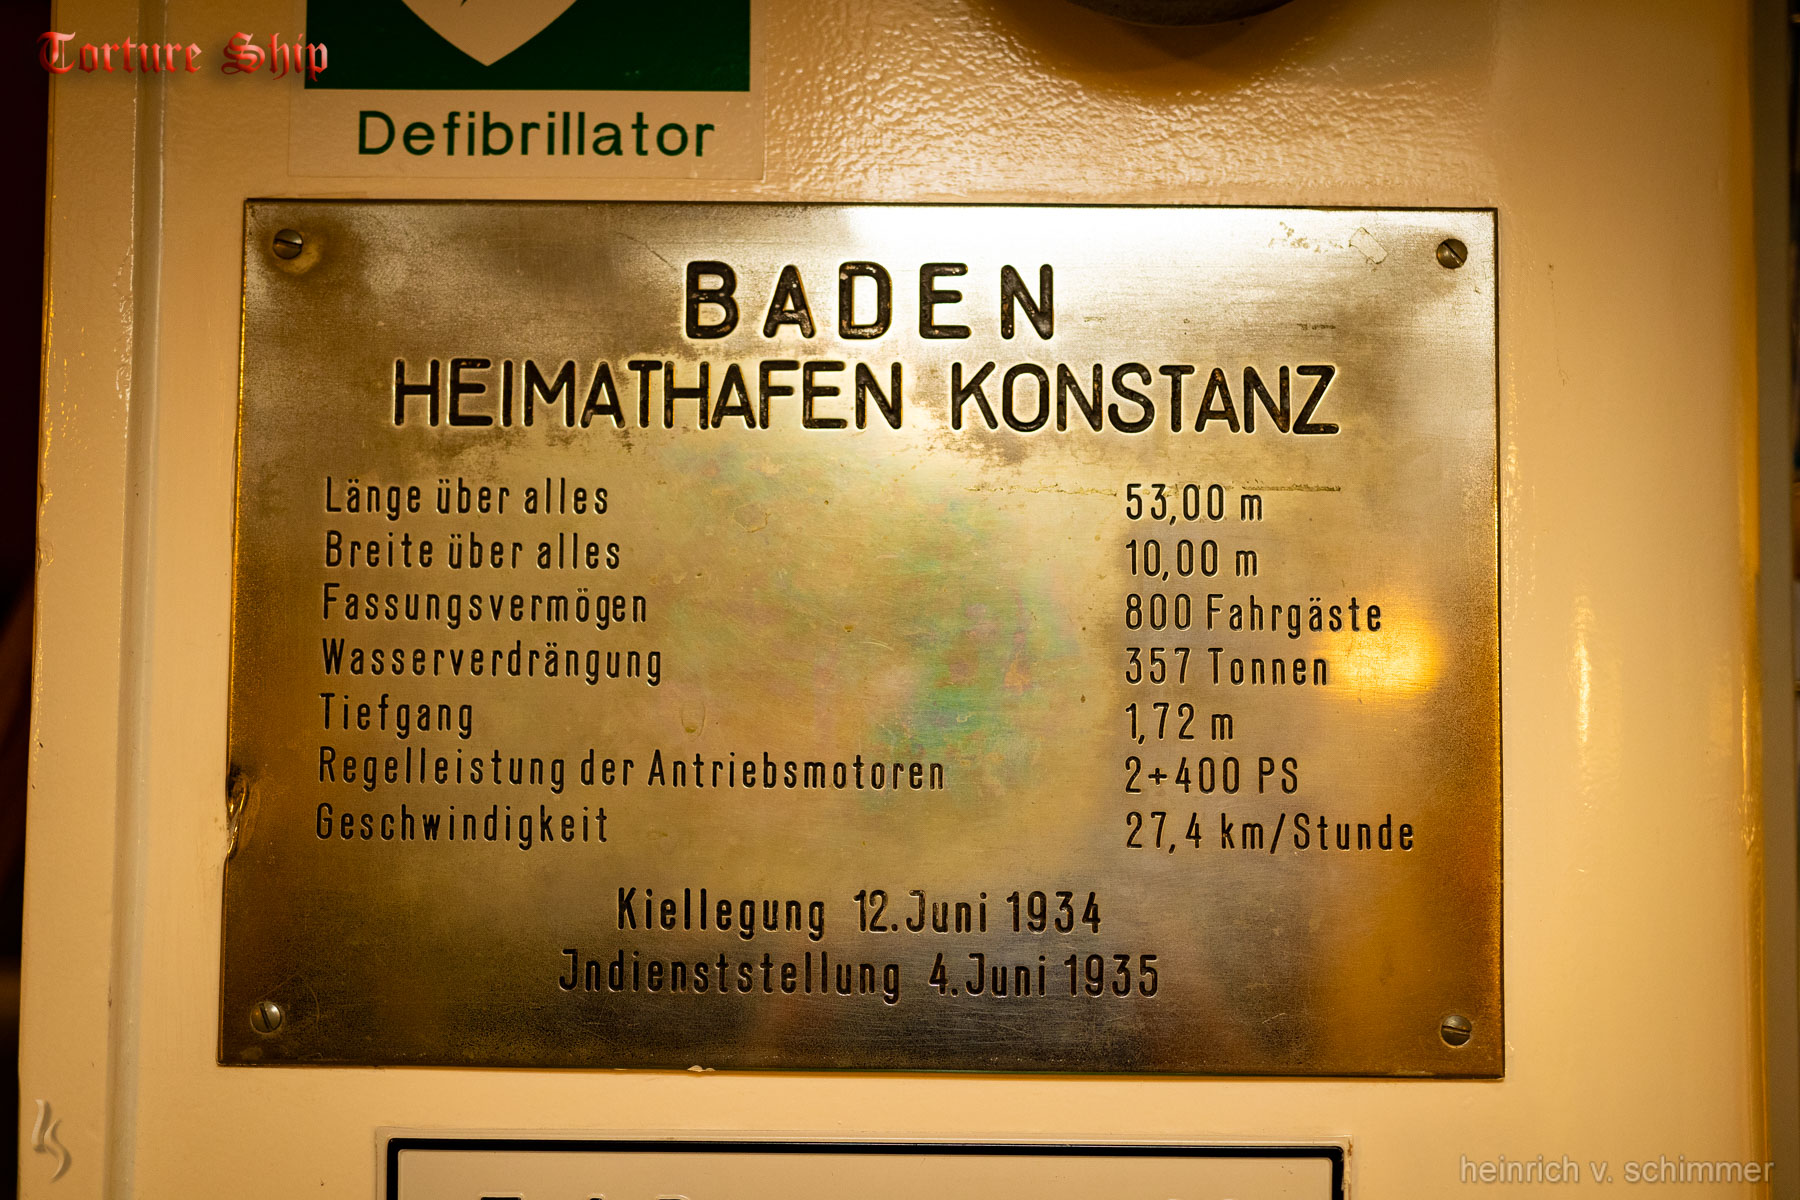 Torture Ship
Defibrillator
BADEN
HEIMATHAFEN KONSTANZ
Länge über alles 53,00 m
Breite über alles 10,00 m
Fassungsvermögen 800 Fahrgäste
Wasserverdrängung 357 Tonnen
Tiefgang 1,72 m
Regelleistung der Antriebsmotoren 2+400 PS
Geschwindigkeit 27,4 km/Stunde
Kiellegung 12. Juni 1934
Jndienststellung 4. Juni 1935
heinrich v. schimmer